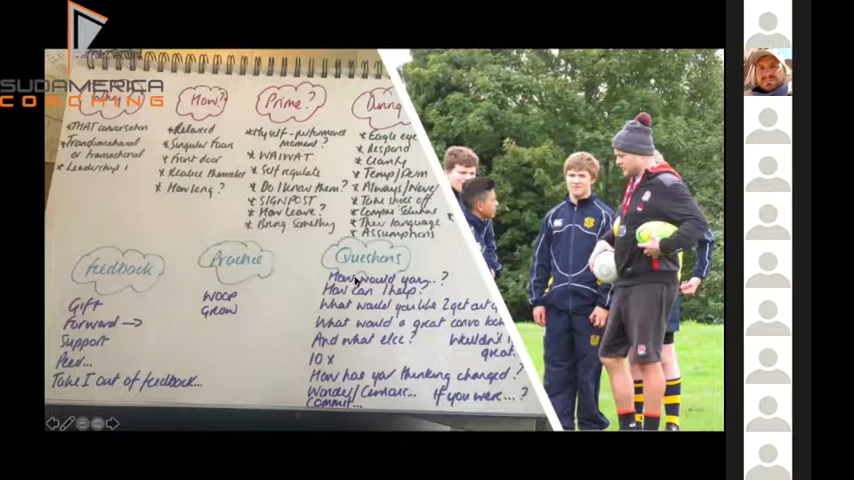 SUDAMERICA
COACHING
How?
Prime?
During
* THAT conversation
Transformational
or transactional
* Leadership
* Relaxed
* Singular Focus
* Front door
* Realise themselves
* How long?
* My self-performance
moment?
* WAIWAT
* Self regulate
* Do I know them?
* SIGNPOST
* How leave?
* Bring Something
* Eagle eye
* Respond
* Clarity
* Temp/Perm
* Always/Never
* Take shoes off
* Their language
* Assumptions
Feedback
Gift
Forward →
Support
Peer...
Take I out of feedback...
Practice
WOOP
GROW
Questions
How would you...?
How can I help?
What would you like 2 get out of
What would a great convo look
And what else?
Wouldn't
great.
10 x
How has your thinking changed?
Wonder/Curious...
If you were...?
Commit...